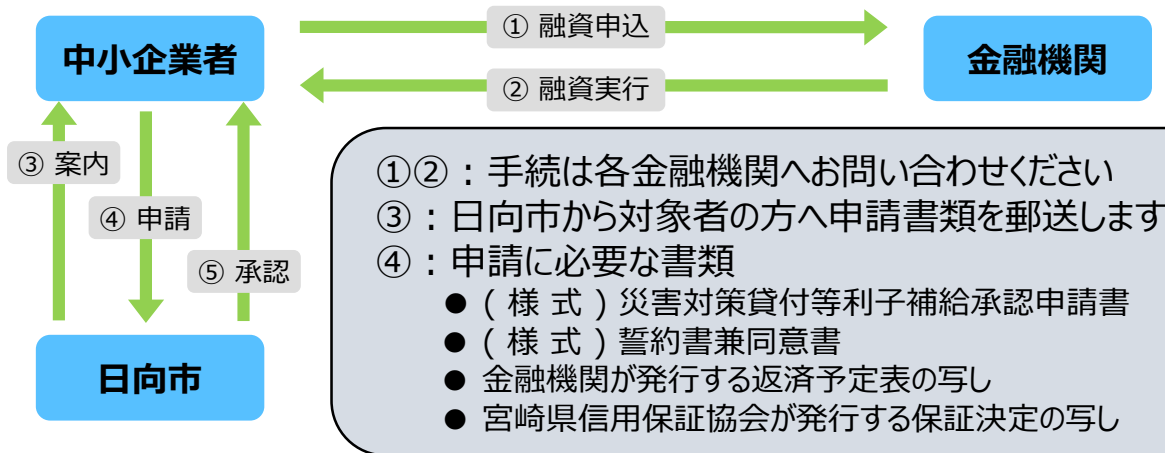 中小企業者
① 融資申込
金融機関
② 融資実行
③ 案内
④ 申請
⑤ 承認
日向市
①②：手続は各金融機関へお問い合わせください
③：日向市から対象者の方へ申請書類を郵送します
④：申請に必要な書類
●（様 式）災害対策貸付等利子補給承認申請書
●（様 式）誓約書兼同意書
● 金融機関が発行する返済予定表の写し
● 宮崎県信用保証協会が発行する保証決定の写し